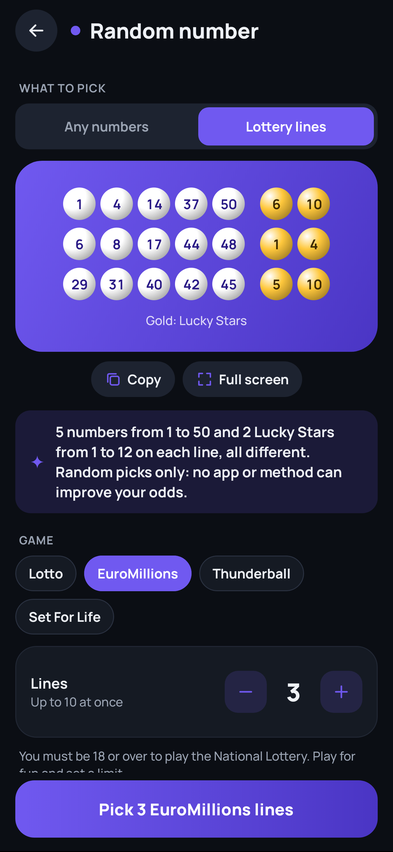 Random number
WHAT TO PICK
Any numbers
Lottery lines
1 4 14 37 50 6 10
6 8 17 44 48 1 4
29 31 40 42 45 5 10
Gold: Lucky Stars
Copy
Full screen
5 numbers from 1 to 50 and 2 Lucky Stars
from 1 to 12 on each line, all different.
Random picks only: no app or method can
improve your odds.
GAME
Lotto
EuroMillions
Thunderball
Set For Life
Lines
Up to 10 at once
3
You must be 18 or over to play the National Lottery. Play for
fun and set a limit
Pick 3 EuroMillions lines